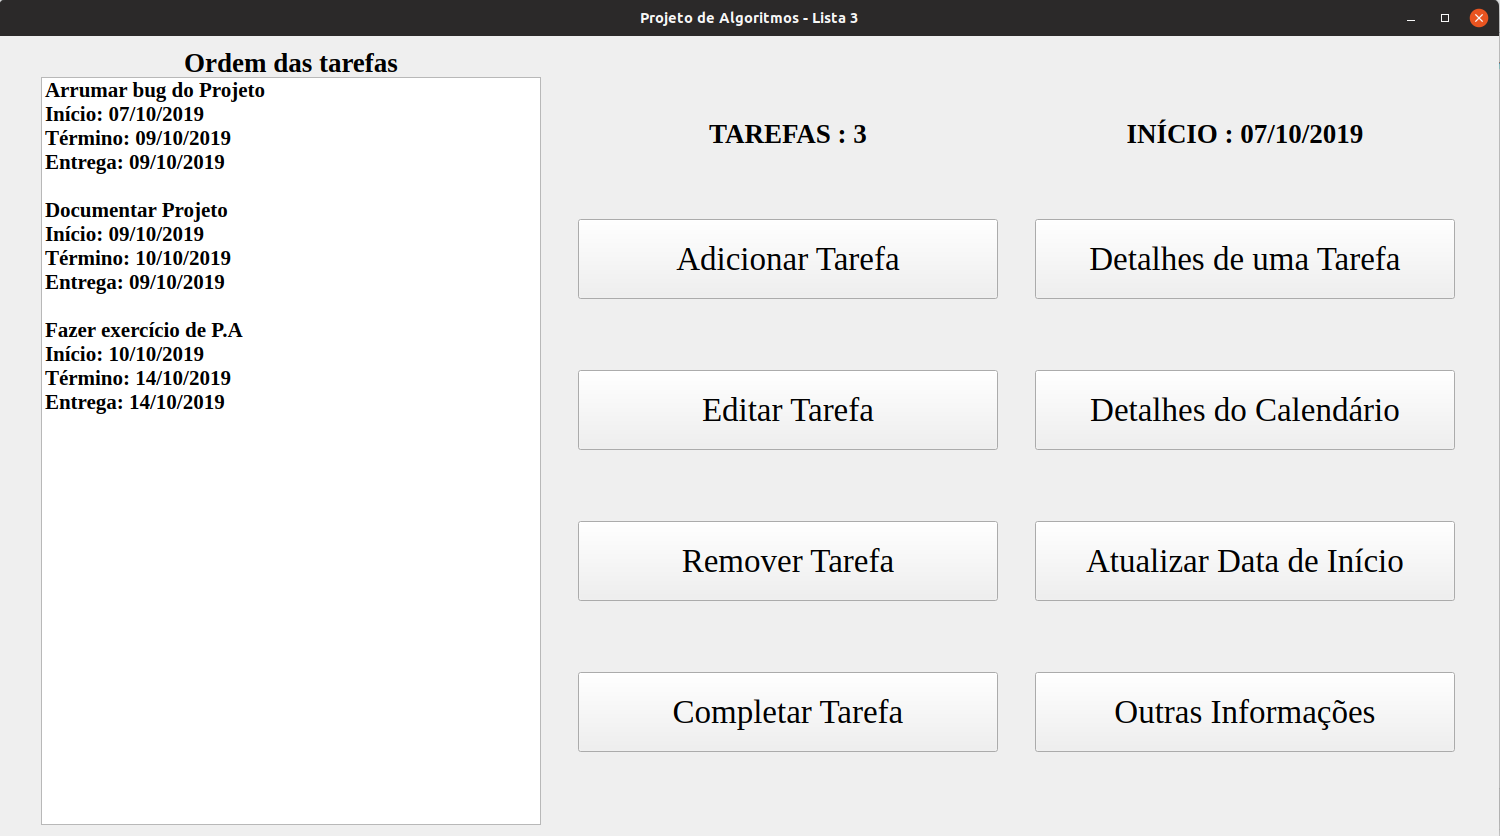 Projeto de Algoritmos - Lista 3
Ordem das tarefas
Arrumar bug do Projeto
Início: 07/10/2019
Término: 09/10/2019
Entrega: 09/10/2019
Documentar Projeto
Início: 09/10/2019
Término: 10/10/2019
Entrega: 09/10/2019
Fazer exercício de P.A
Início: 10/10/2019
Término: 14/10/2019
Entrega: 14/10/2019
TAREFAS : 3
INÍCIO : 07/10/2019
Adicionar Tarefa
Detalhes de uma Tarefa
Editar Tarefa
Detalhes do Calendário
Remover Tarefa
Atualizar Data de Início
Completar Tarefa
Outras Informações